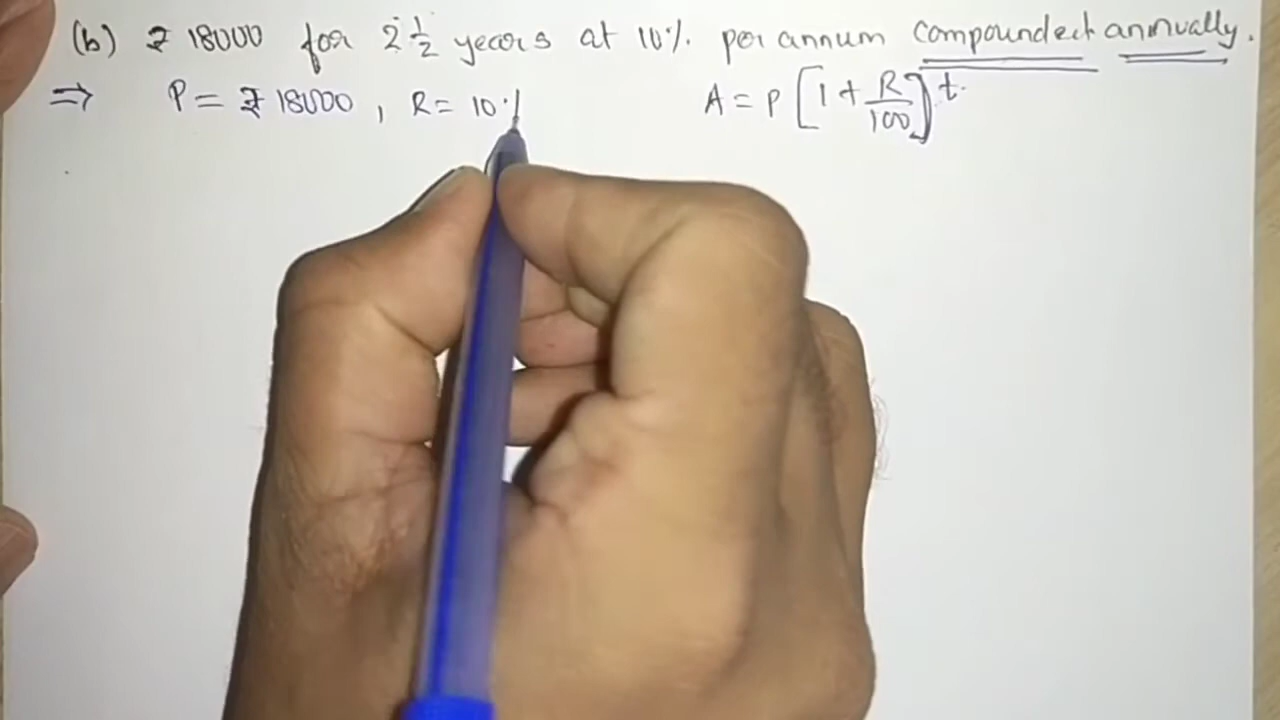 (b) ₹ 18000 for 2 1/2 years at 10% per annum compounded annually.
⇒ P = ₹ 18000, R = 10% A = P [1 + R/100]^t.